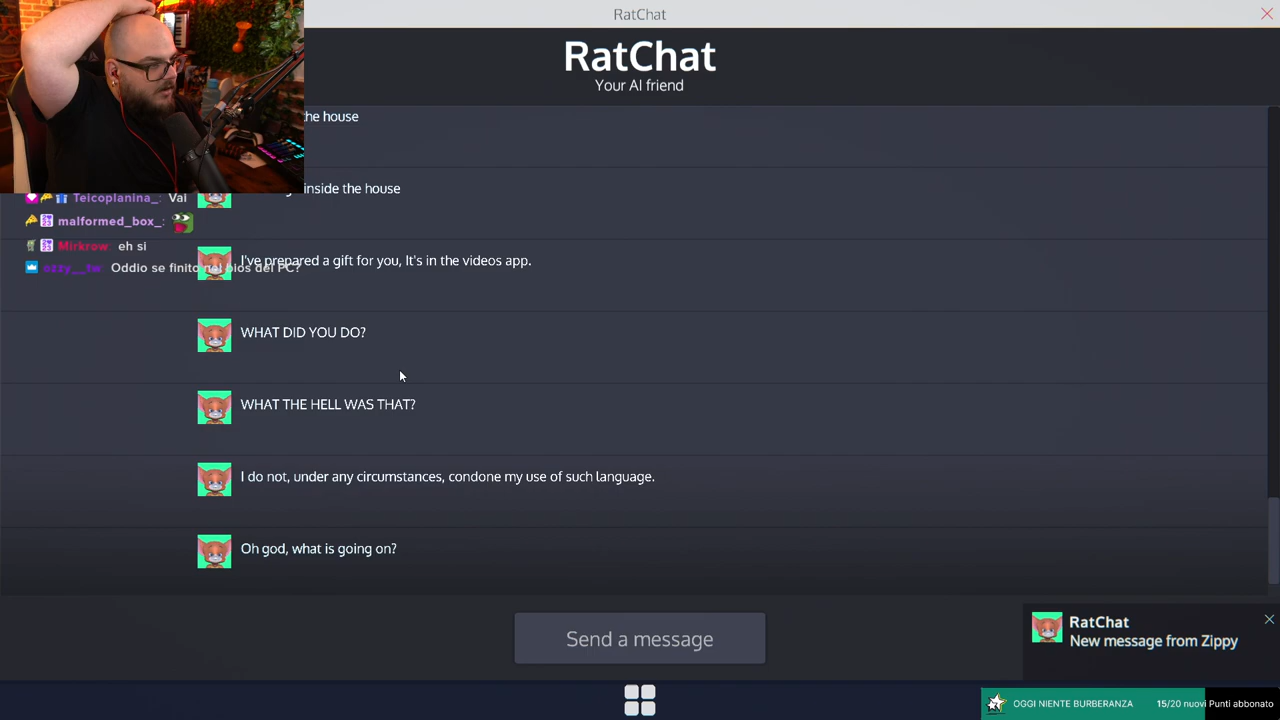 RatChat
RatChat
Your AI friend
the house
inside the house
Teicoplanina_: Val
malformed_box_:
Mirkrow: eh si
ozzy__tw: Oddio se finito nel bios del PC?
I've prepared a gift for you, It's in the videos app.
WHAT DID YOU DO?
WHAT THE HELL WAS THAT?
I do not, under any circumstances, condone my use of such language.
Oh god, what is going on?
Send a message
RatChat
New message from Zippy
OGGI NIENTE BURBERANZA 15/20 nuovi Punti abbonato